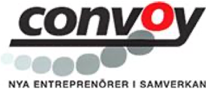 convoy
NYA ENTREPRENÖRER I SAMVERKAN